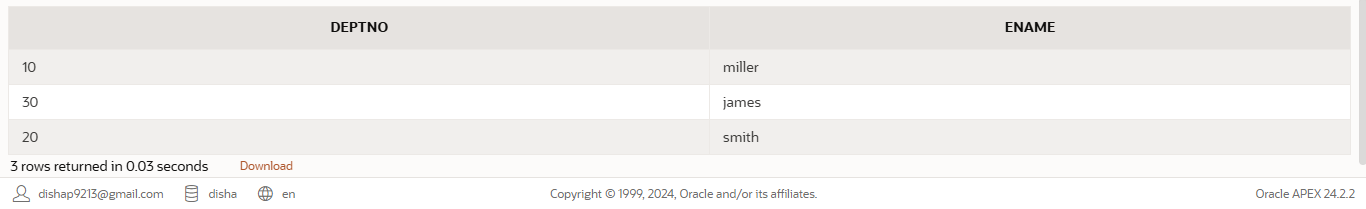 DEPTNO ENAME
10 miller
30 james
20 smith
3 rows returned in 0.03 seconds Download
dishap9213@gmail.com disha en Copyright © 1999, 2024, Oracle and/or its affiliates. Oracle APEX 24.2.2